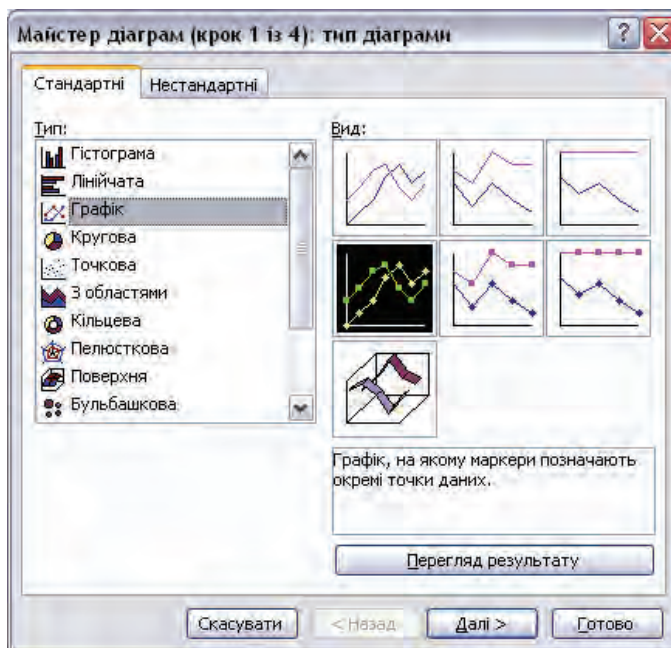 Майстер діаграм (крок 1 із 4): тип діаграми
Стандартні Нестандартні
Тип:
Гістограма
Лінійчата
Графік
Кругова
Точкова
З областями
Кільцева
Пелюсткова
Поверхня
Бульбашкова
Вид:
Графік, на якому маркери позначають
окремі точки даних.
Перегляд результату
Скасувати < Назад Далі > Готово